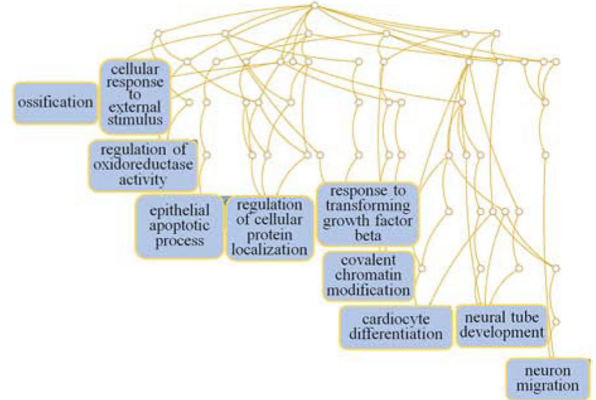 ossification
cellular
response
to
external
stimulus
regulation of
oxidoreductase
activity
epithelial
apoptotic
process
regulation
of cellular
protein
localization
response to
transforming
growth factor
beta
covalent
chromatin
modification
cardiocyte
differentiation
neural tube
development
neuron
migration